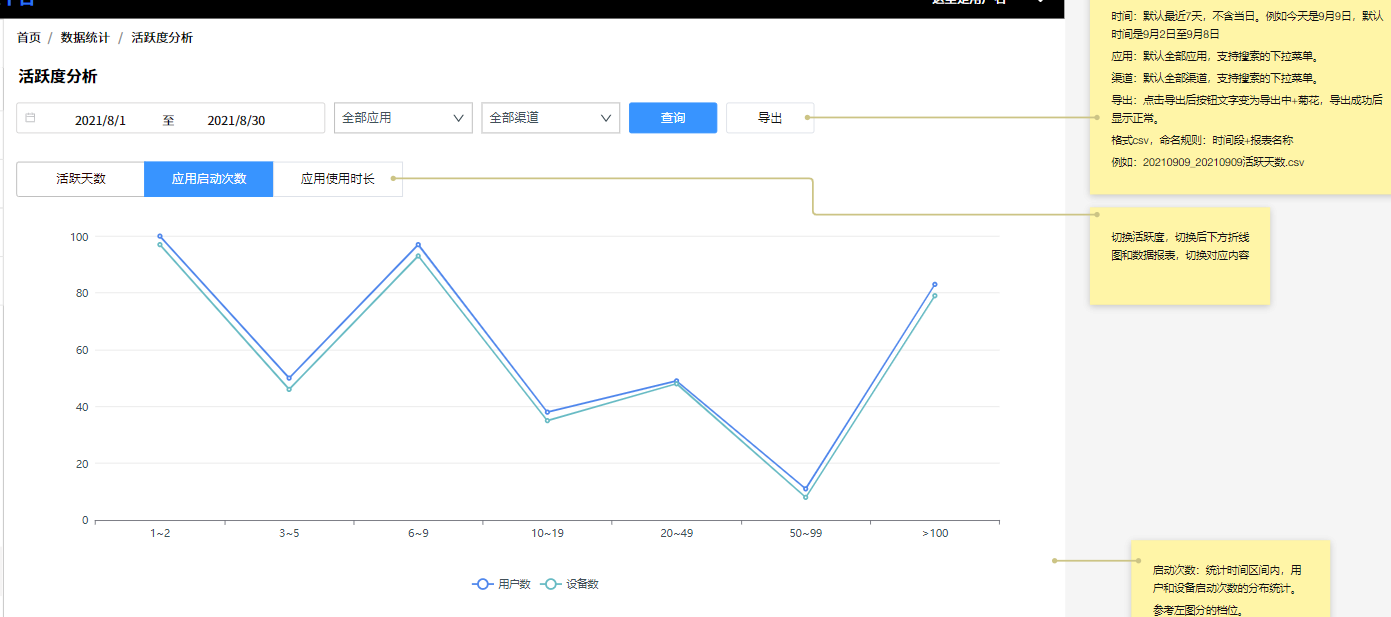 首页 / 数据统计 / 活跃度分析
活跃度分析
2021/8/1 至 2021/8/30 全部应用 全部渠道 查询 导出
活跃天数 应用启动次数 应用使用时长
100
80
60
40
20
0
1~2 3~5 6~9 10~19 20~49 50~99 >100
用户数 设备数
时间：默认最近7天，不含当日。例如今天是9月9日，默认
时间是9月2日至9月8日
应用：默认全部应用，支持搜索的下拉菜单。
渠道：默认全部渠道，支持搜索的下拉菜单。
导出：点击导出后按钮文字变为导出中+菊花，导出成功后
显示正常。
格式csv，命名规则：时间段+报表名称
例如：20210909_20210909活跃天数.csv
切换活跃度，切换后下方折线
图和数据报表，切换对应内容
启动次数：统计时间区间内，用
户和设备启动次数的分布统计。
参考左图分的档位。